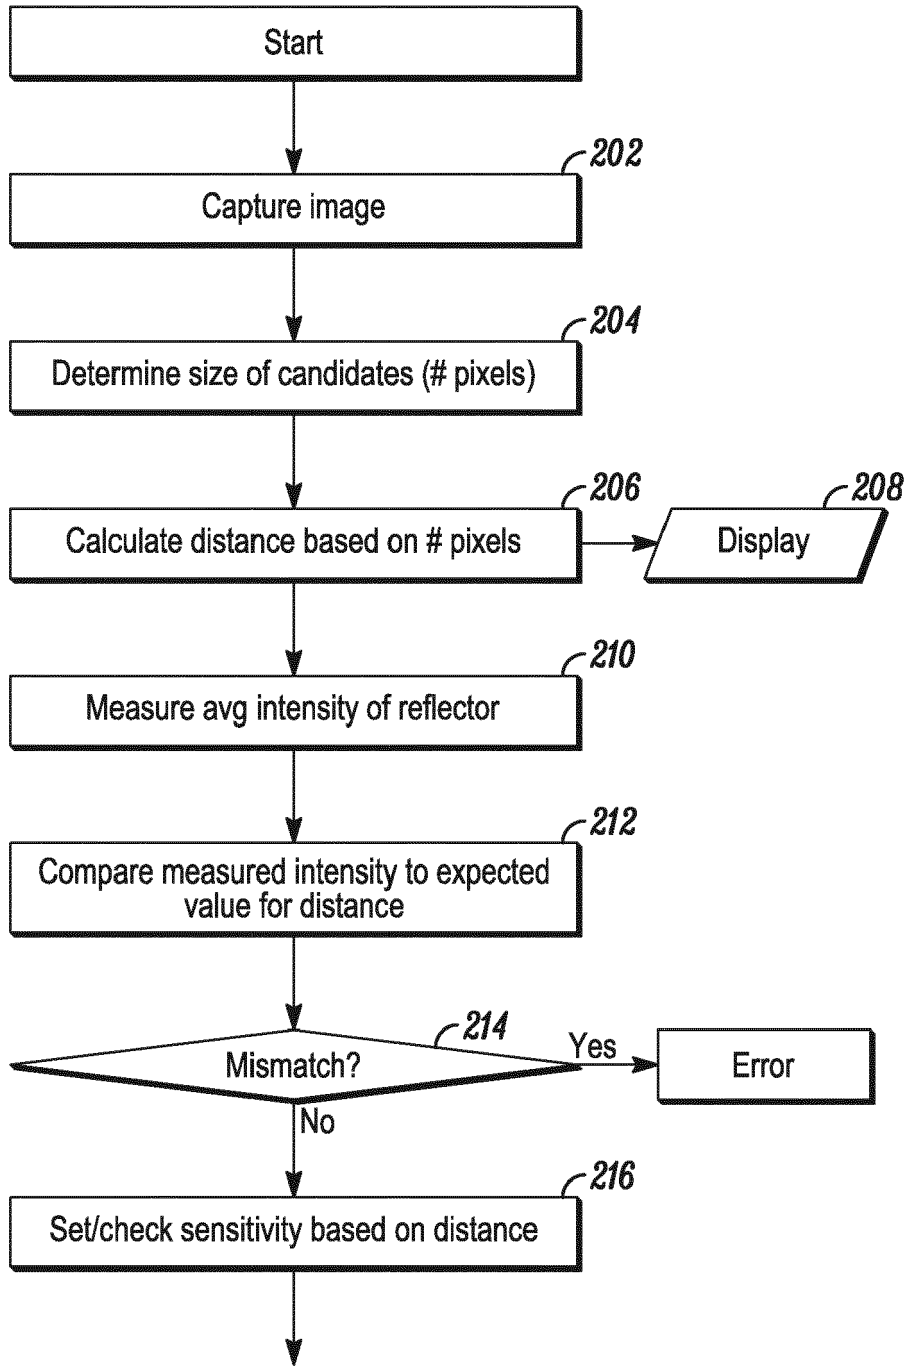 Start
202
Capture image
204
Determine size of candidates (# pixels)
206
Calculate distance based on # pixels
208
Display
210
Measure avg intensity of reflector
212
Compare measured intensity to expected
value for distance
214
Mismatch?
Yes
Error
No
216
Set/check sensitivity based on distance